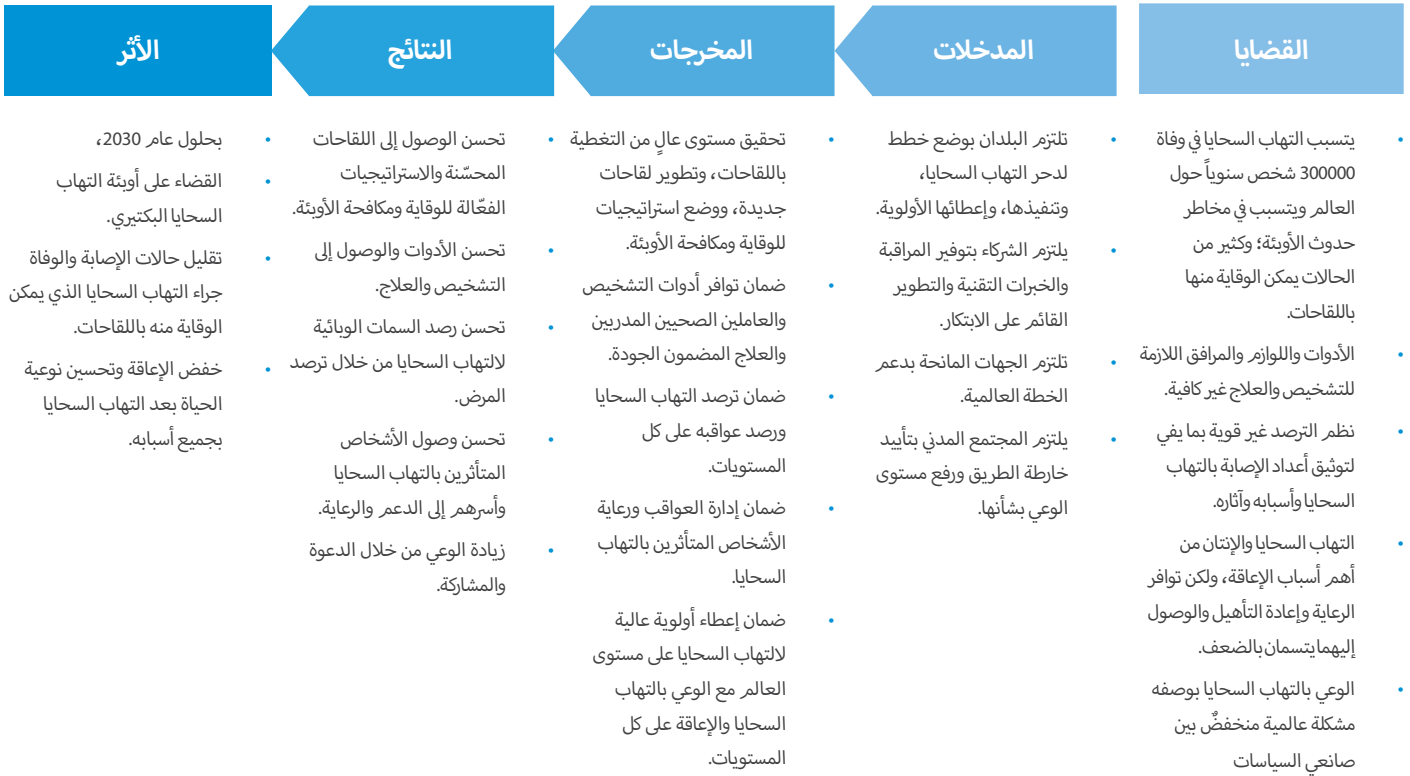 القضايا
المدخلات
المخرجات
النتائج
الأثر
• يتسبب التهاب السحايا في وفاة
300000 شخص سنوياً حول
العالم ويتسبب في مخاطر
حدوث الأوبئة؛ وكثير من
الحالات يمكن الوقاية منها
باللقاحات.
• الأدوات واللوازم والمرافق اللازمة
للتشخيص والعلاج غير كافية.
• نظم الترصد غير قوية بما يفي
لتوثيق أعداد الإصابة بالتهاب
السحايا وأسبابه وآثاره.
• التهاب السحايا والإنتان من
أهم أسباب الإعاقة، ولكن توافر
الرعاية وإعادة التأهيل والوصول
إليهما يتسمان بالضعف.
• الوعي بالتهاب السحايا بوصفه
مشكلة عالمية منخفضٌ بين
صانعي السياسات
• تلتزم البلدان بوضع خطط
لدحر التهاب السحايا،
وتنفيذها، وإعطائها الأولوية.
• يلتزم الشركاء بتوفير المراقبة
والخبرات التقنية والتطوير
القائم على الابتكار.
• تلتزم الجهات المانحة بدعم
الخطة العالمية.
• يلتزم المجتمع المدني بتأييد
خارطة الطريق ورفع مستوى
الوعي بشأنها.
• تحقيق مستوى عالٍ من التغطية
باللقاحات، وتطوير لقاحات
جديدة، ووضع استراتيجيات
للوقاية ومكافحة الأوبئة.
• ضمان توافر أدوات التشخيص
والعاملين الصحيين المدربين
والعلاج المضمون الجودة.
• ضمان ترصد التهاب السحايا
ورصد عواقبه على كل
المستويات.
• ضمان إدارة العواقب ورعاية
الأشخاص المتأثرين بالتهاب
السحايا.
• ضمان إعطاء أولوية عالية
لالتهاب السحايا على مستوى
العالم مع الوعي بالتهاب
السحايا والإعاقة على كل
المستويات.
• تحسن الوصول إلى اللقاحات
المحسّنة والاستراتيجيات
الفعّالة للوقاية ومكافحة الأوبئة.
• تحسن الأدوات والوصول إلى
التشخيص والعلاج.
• تحسن رصد السمات الوبائية
لالتهاب السحايا من خلال ترصد
المرض.
• تحسن وصول الأشخاص
المتأثرين بالتهاب السحايا
وأسرهم إلى الدعم والرعاية.
• زيادة الوعي من خلال الدعوة
والمشاركة.
• بحلول عام 2030،
• القضاء على أوبئة التهاب
السحايا البكتيري.
• تقليل حالات الإصابة والوفاة
جراء التهاب السحايا الذي يمكن
الوقاية منه باللقاحات.
• خفض الإعاقة وتحسين نوعية
الحياة بعد التهاب السحايا
بجميع أسبابه.